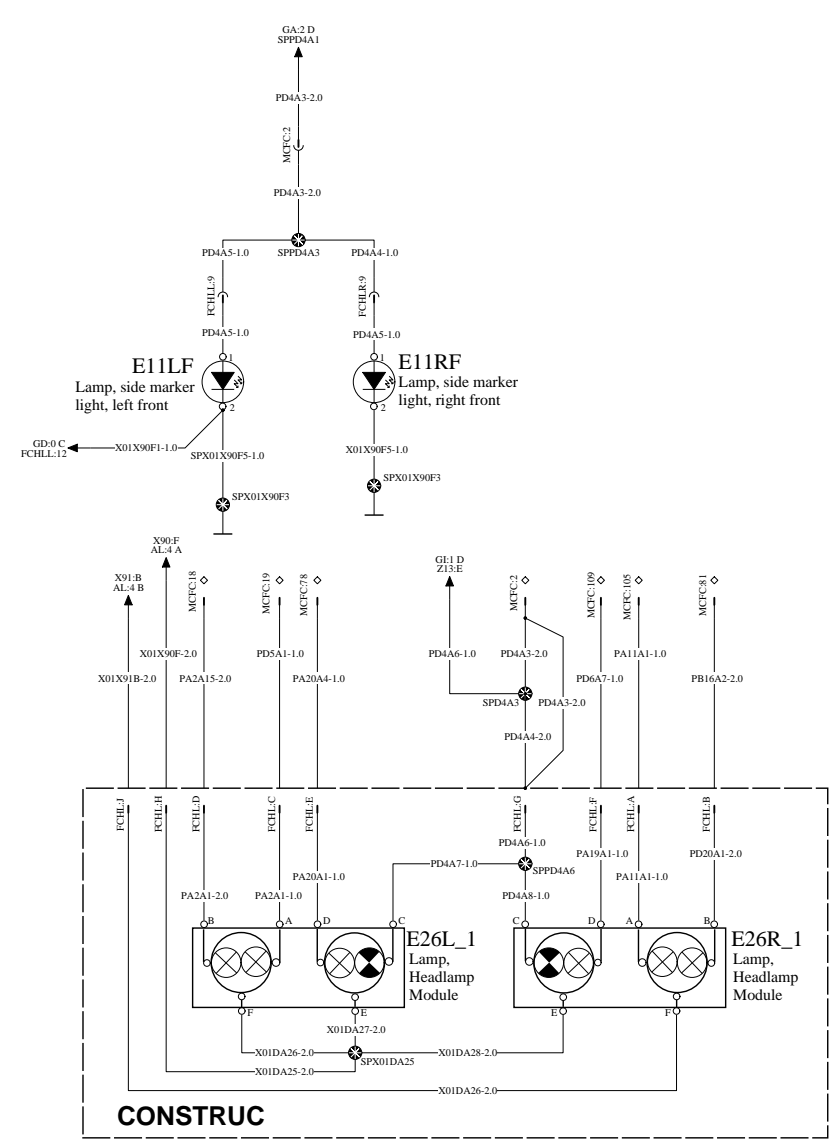 GA:2 D
SPPD4A1
PD4A3-2.0
MCFC:2
PD4A3-2.0
PD4A5-1.0
SPPD4A3
PD4A4-1.0
FCHLL:9
FCHLR:9
PD4A5-1.0
PD4A5-1.0
1
1
E11LF
Lamp, side marker
light, left front
E11RF
Lamp, side marker
light, right front
2
2
GD:0 C
FCHLL:12
X01X90F1-1.0
SPX01X90F5-1.0
X01X90F5-1.0
SPX01X90F3
SPX01X90F3
X90:F
AL:4 A
X91:B
AL:4 B
MCFC:18
MCFC:19
MCFC:78
GI:1 D
Z13:E
MCFC:2
MCFC:109
MCFC:105
MCFC:81
X01X90F-2.0
PD5A1-1.0
PD4A6-1.0
PD4A3-2.0
PA11A1-1.0
X01X91B-2.0
PA2A15-2.0
PA20A4-1.0
PD6A7-1.0
PB16A2-2.0
SPD4A3
PD4A3-2.0
PD4A4-2.0
FCHL:J
FCHL:H
FCHL:D
FCHL:C
FCHL:E
FCHL:G
FCHL:F
FCHL:A
FCHL:B
PD4A6-1.0
PA19A1-1.0
PD20A1-2.0
PD4A7-1.0
SPPD4A6
PA20A1-1.0
PA11A1-1.0
PA2A1-2.0
PA2A1-1.0
PD4A8-1.0
B
A
D
C
C
D
A
B
E26L_1
Lamp,
Headlamp
Module
E26R_1
Lamp,
Headlamp
Module
F
E
E
F
X01DA27-2.0
X01DA26-2.0
X01DA28-2.0
SPX01DA25
X01DA25-2.0
X01DA26-2.0
CONSTRUC